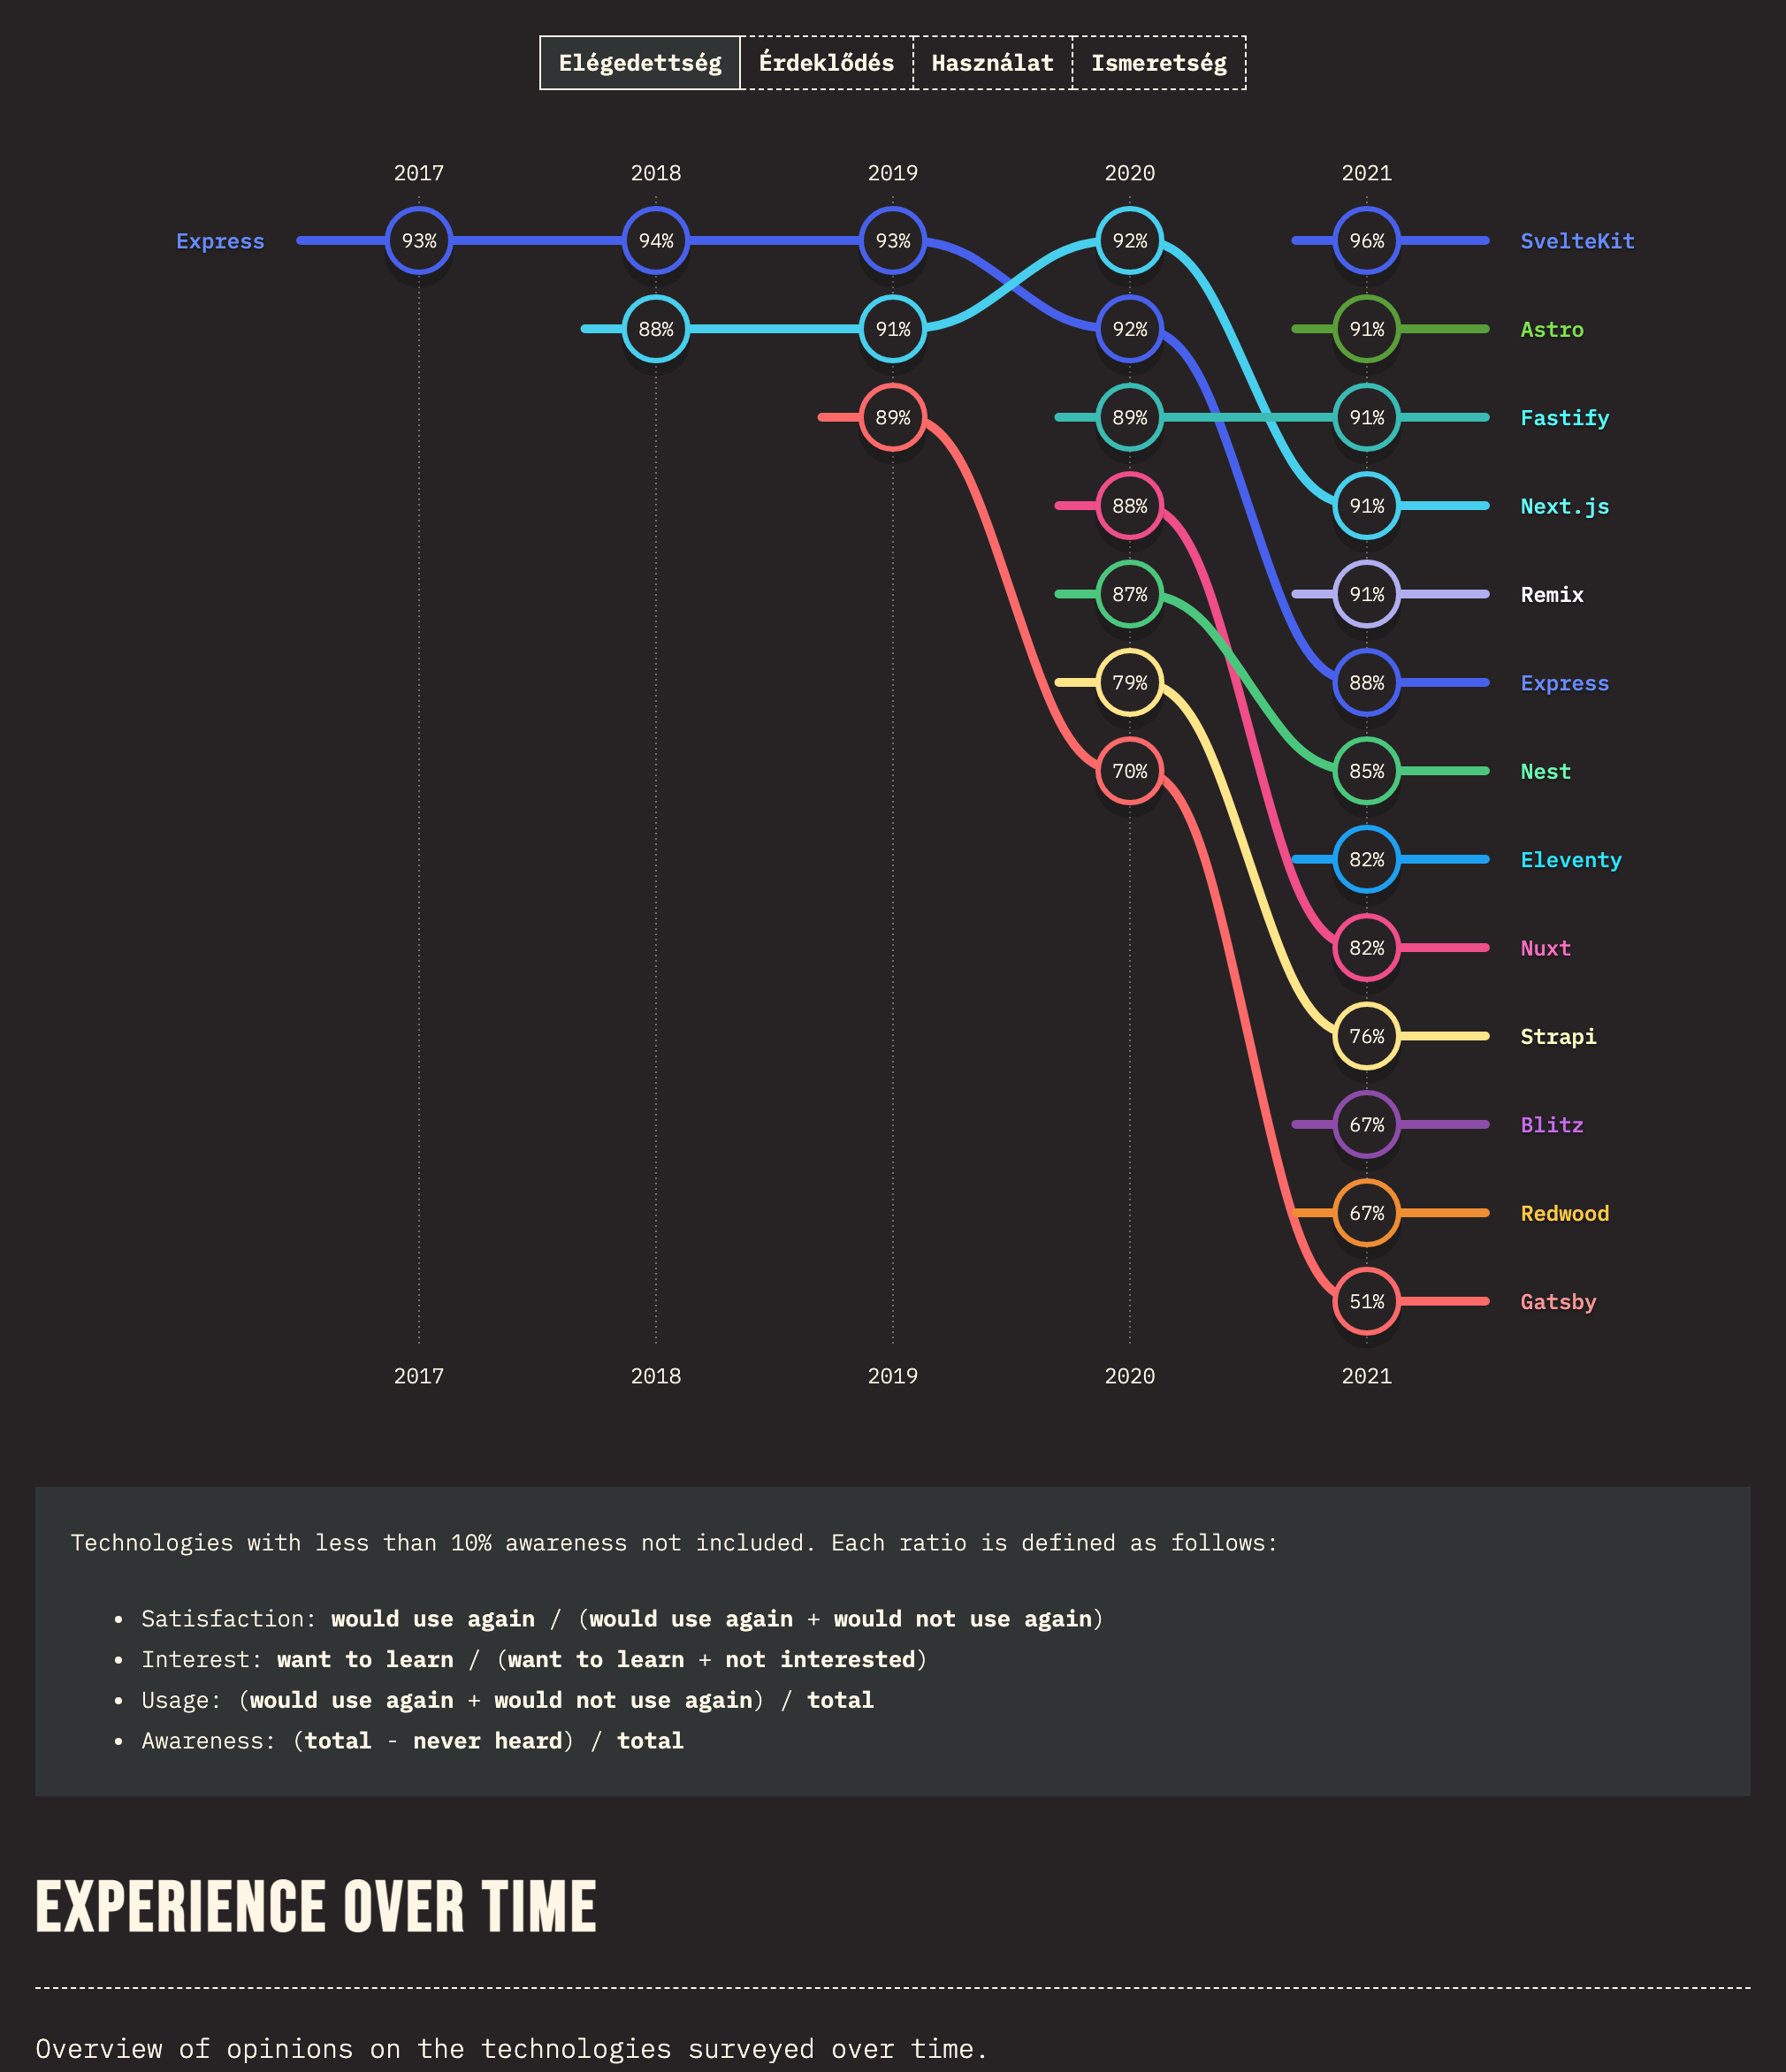 Elégedettség Érdeklődés Használat Ismeretség
2017 2018 2019 2020 2021
Express 93% 94% 93% 92% 96% SvelteKit
88% 91% 92% 91% Astro
89% 89% 91% Fastify
88% 91% Next.js
87% 91% Remix
79% 88% Express
70% 85% Nest
82% Eleventy
82% Nuxt
76% Strapi
67% Blitz
67% Redwood
51% Gatsby
2017 2018 2019 2020 2021
Technologies with less than 10% awareness not included. Each ratio is defined as follows:
• Satisfaction: would use again / (would use again + would not use again)
• Interest: want to learn / (want to learn + not interested)
• Usage: (would use again + would not use again) / total
• Awareness: (total - never heard) / total
EXPERIENCE OVER TIME
Overview of opinions on the technologies surveyed over time.